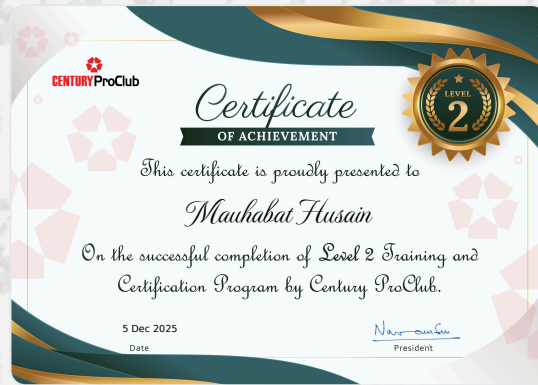 CENTURY ProClub
Certificate
OF ACHIEVEMENT
LEVEL
2
This certificate is proudly presented to
Mauhabat Husain
On the successful completion of Level 2 Training and
Certification Program by Century ProClub.
5 Dec 2025
Date
President